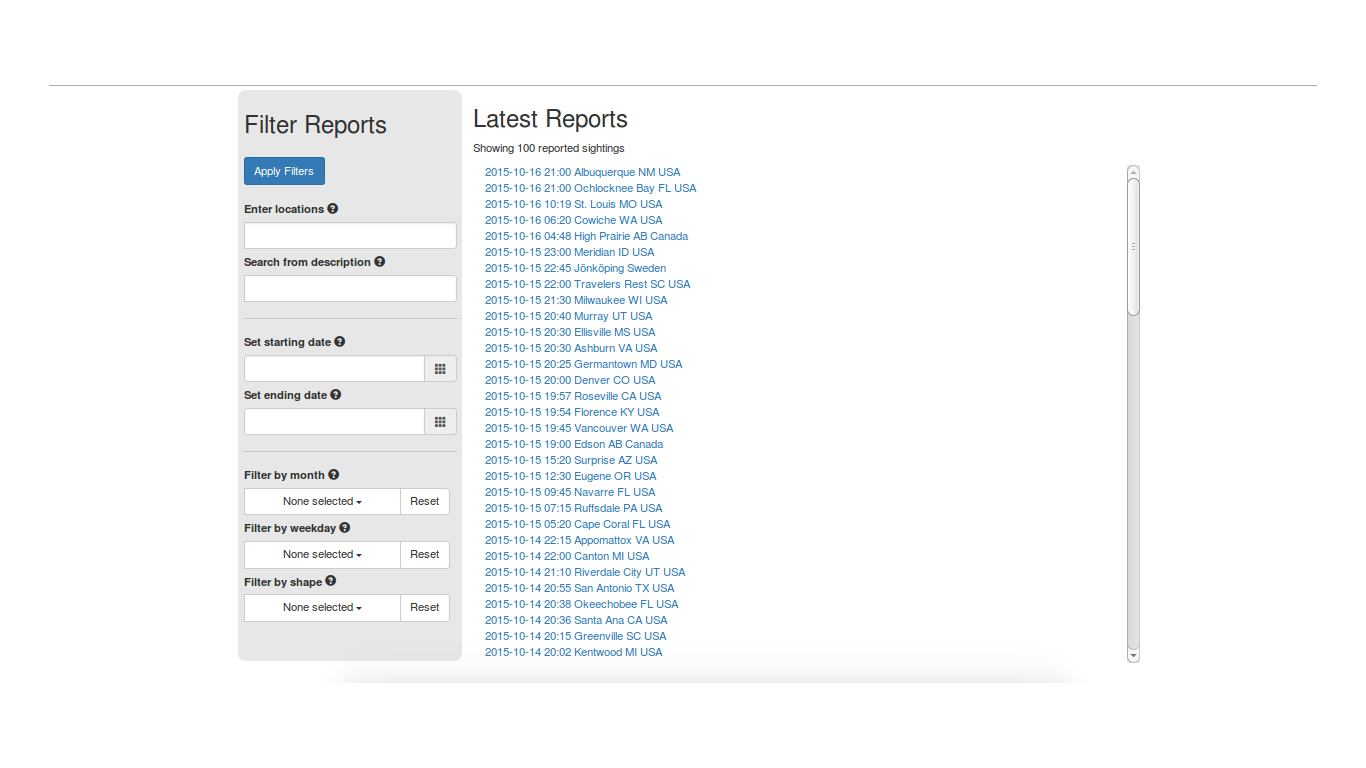 Filter Reports
Apply Filters
Enter locations
Search from description
Set starting date
Set ending date
Filter by month
None selected
Reset
Filter by weekday
None selected
Reset
Filter by shape
None selected
Reset
Latest Reports
Showing 100 reported sightings
2015-10-16 21:00 Albuquerque NM USA
2015-10-16 21:00 Ochlocknee Bay FL USA
2015-10-16 10:19 St. Louis MO USA
2015-10-16 06:20 Cowiche WA USA
2015-10-16 04:48 High Prairie AB Canada
2015-10-15 23:00 Meridian ID USA
2015-10-15 22:45 Jönköping Sweden
2015-10-15 22:00 Travelers Rest SC USA
2015-10-15 21:30 Milwaukee WI USA
2015-10-15 20:40 Murray UT USA
2015-10-15 20:30 Ellisville MS USA
2015-10-15 20:30 Ashburn VA USA
2015-10-15 20:25 Germantown MD USA
2015-10-15 20:00 Denver CO USA
2015-10-15 19:57 Roseville CA USA
2015-10-15 19:54 Florence KY USA
2015-10-15 19:45 Vancouver WA USA
2015-10-15 19:00 Edson AB Canada
2015-10-15 15:20 Surprise AZ USA
2015-10-15 12:30 Eugene OR USA
2015-10-15 09:45 Navarre FL USA
2015-10-15 07:15 Ruffsdale PA USA
2015-10-15 05:20 Cape Coral FL USA
2015-10-14 22:15 Appomattox VA USA
2015-10-14 22:00 Canton MI USA
2015-10-14 21:10 Riverdale City UT USA
2015-10-14 20:55 San Antonio TX USA
2015-10-14 20:38 Okeechobee FL USA
2015-10-14 20:36 Santa Ana CA USA
2015-10-14 20:15 Greenville SC USA
2015-10-14 20:02 Kentwood MI USA